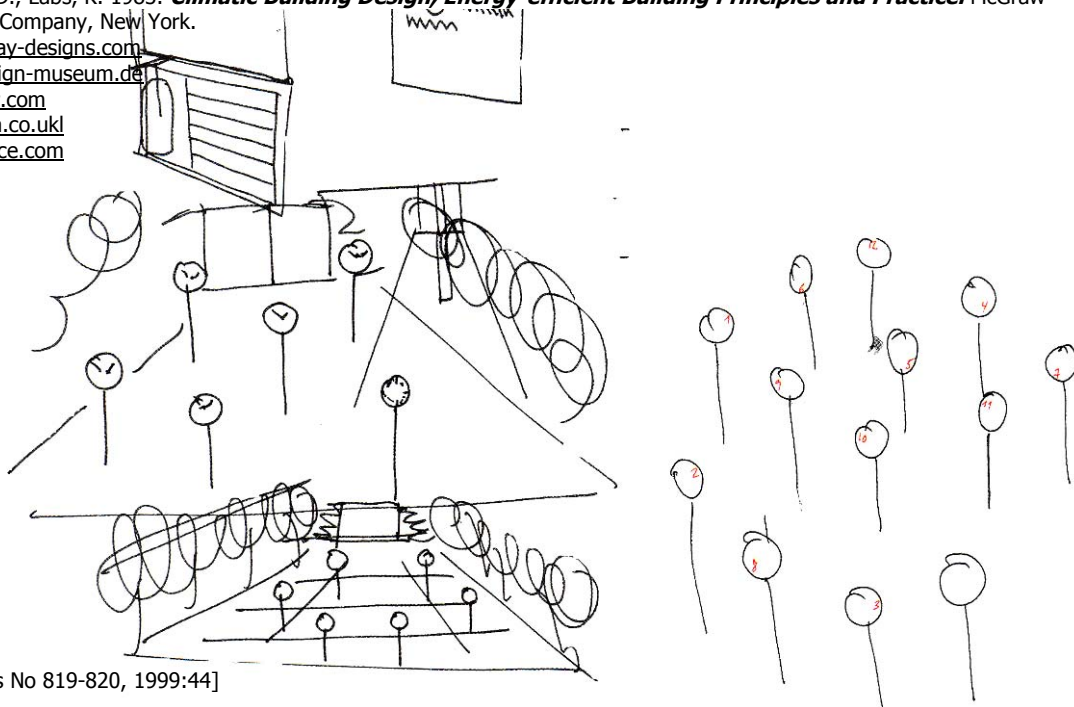 Labs, K. 1983. Climatic Building Design, Energy-efficient Building Principles and Practice. McGraw
Company, New York.
ay-designs.com
ign-museum.de
.com
.co.ukl
ce.com
12
6
4
1
5
7
9
11
10
2
8
3
s No 819-820, 1999:44]